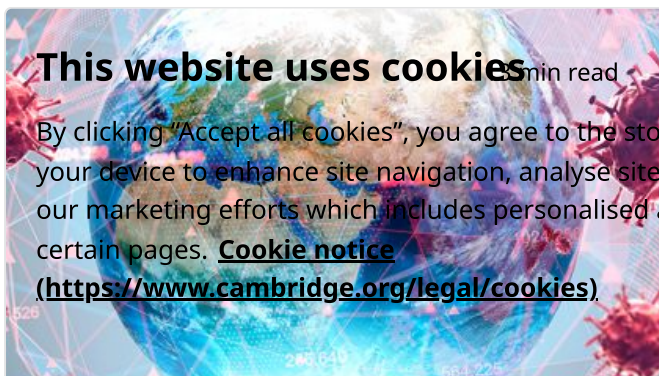 This website uses cookies
min read
By clicking “Accept all cookies”, you agree to the sto
your device to enhance site navigation, analyse site
our marketing efforts which includes personalised
certain pages. Cookie notice
(https://www.cambridge.org/legal/cookies)